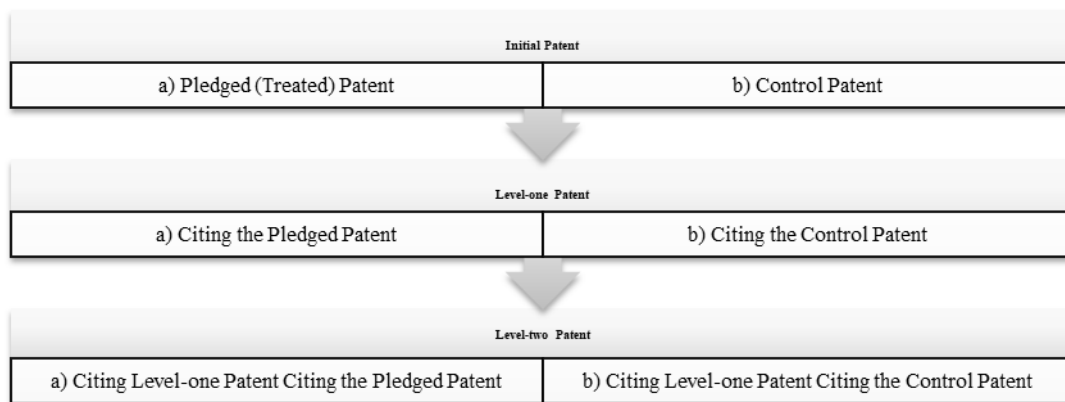 Initial Patent
a) Pledged (Treated) Patent
b) Control Patent
Level-one Patent
a) Citing the Pledged Patent
b) Citing the Control Patent
Level-two Patent
a) Citing Level-one Patent Citing the Pledged Patent
b) Citing Level-one Patent Citing the Control Patent